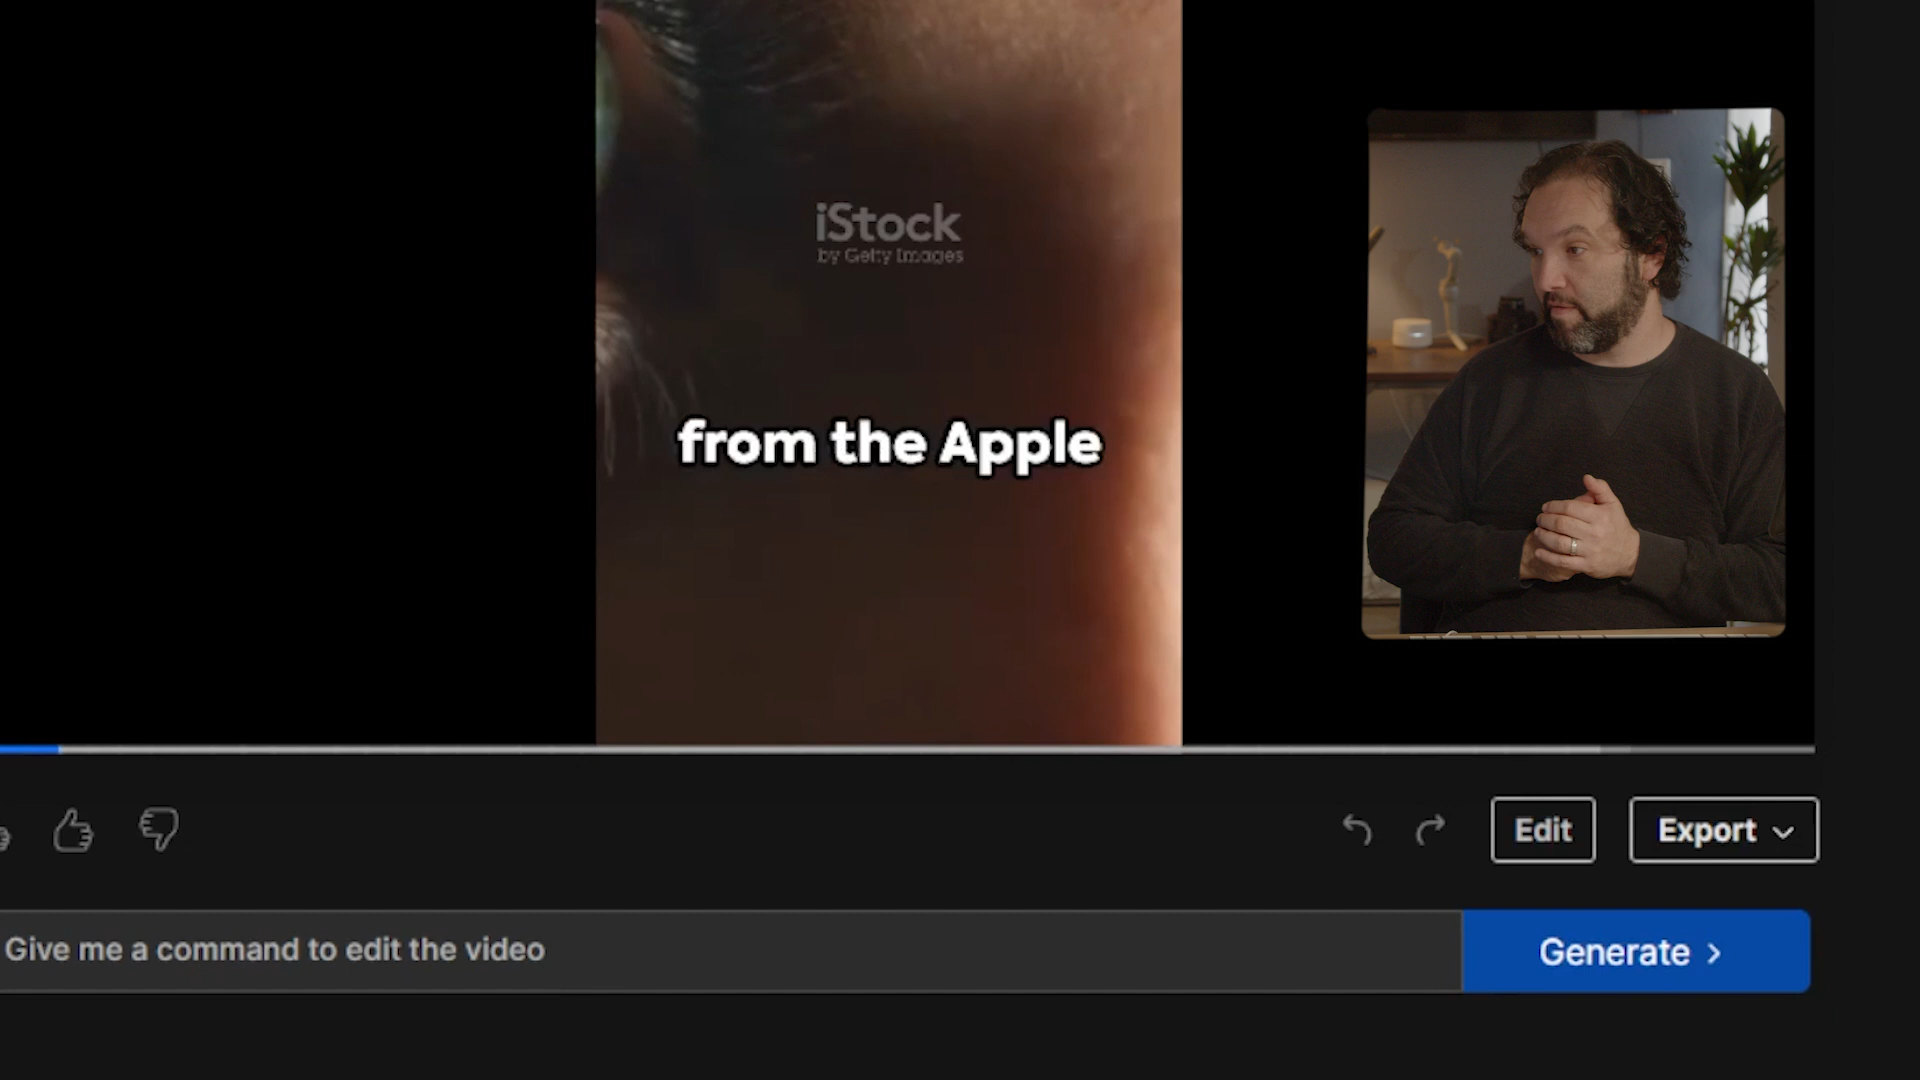 iStock
by Getty Images
from the Apple
Edit
Export
Give me a command to edit the video
Generate